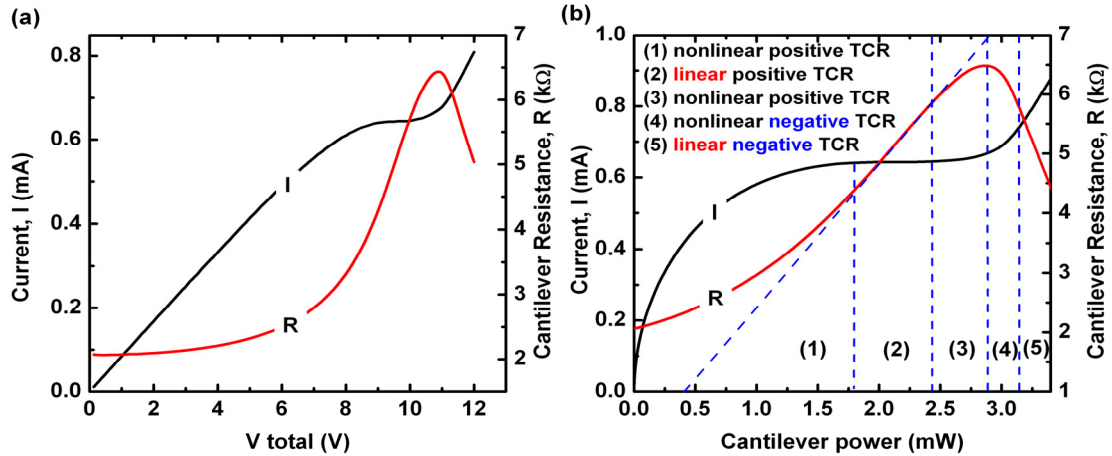 (a)
0.8
0.6
0.4
0.2
0.0
Current, I (mA)
I
R
0 2 4 6 8 10 12
V total (V)
7
6
5
4
3
2
Cantilever Resistance, R (kΩ)
(b)
1.0
0.8
0.6
0.4
0.2
0.0
Current, I (mA)
(1) nonlinear positive TCR
(2) linear positive TCR
(3) nonlinear positive TCR
(4) nonlinear negative TCR
(5) linear negative TCR
I
R
(1) (2) (3) (4) (5)
0.0 0.5 1.0 1.5 2.0 2.5 3.0
Cantilever power (mW)
7
6
5
4
3
2
1
Cantilever Resistance, R (kΩ)